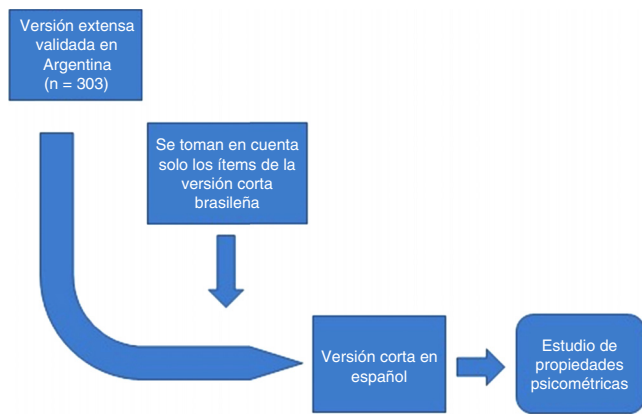 Versión extensa
validada en
Argentina
(n = 303)
Se toman en cuenta
solo los ítems de la
versión corta
brasileña
Versión corta en
español
Estudio de
propiedades
psicométricas